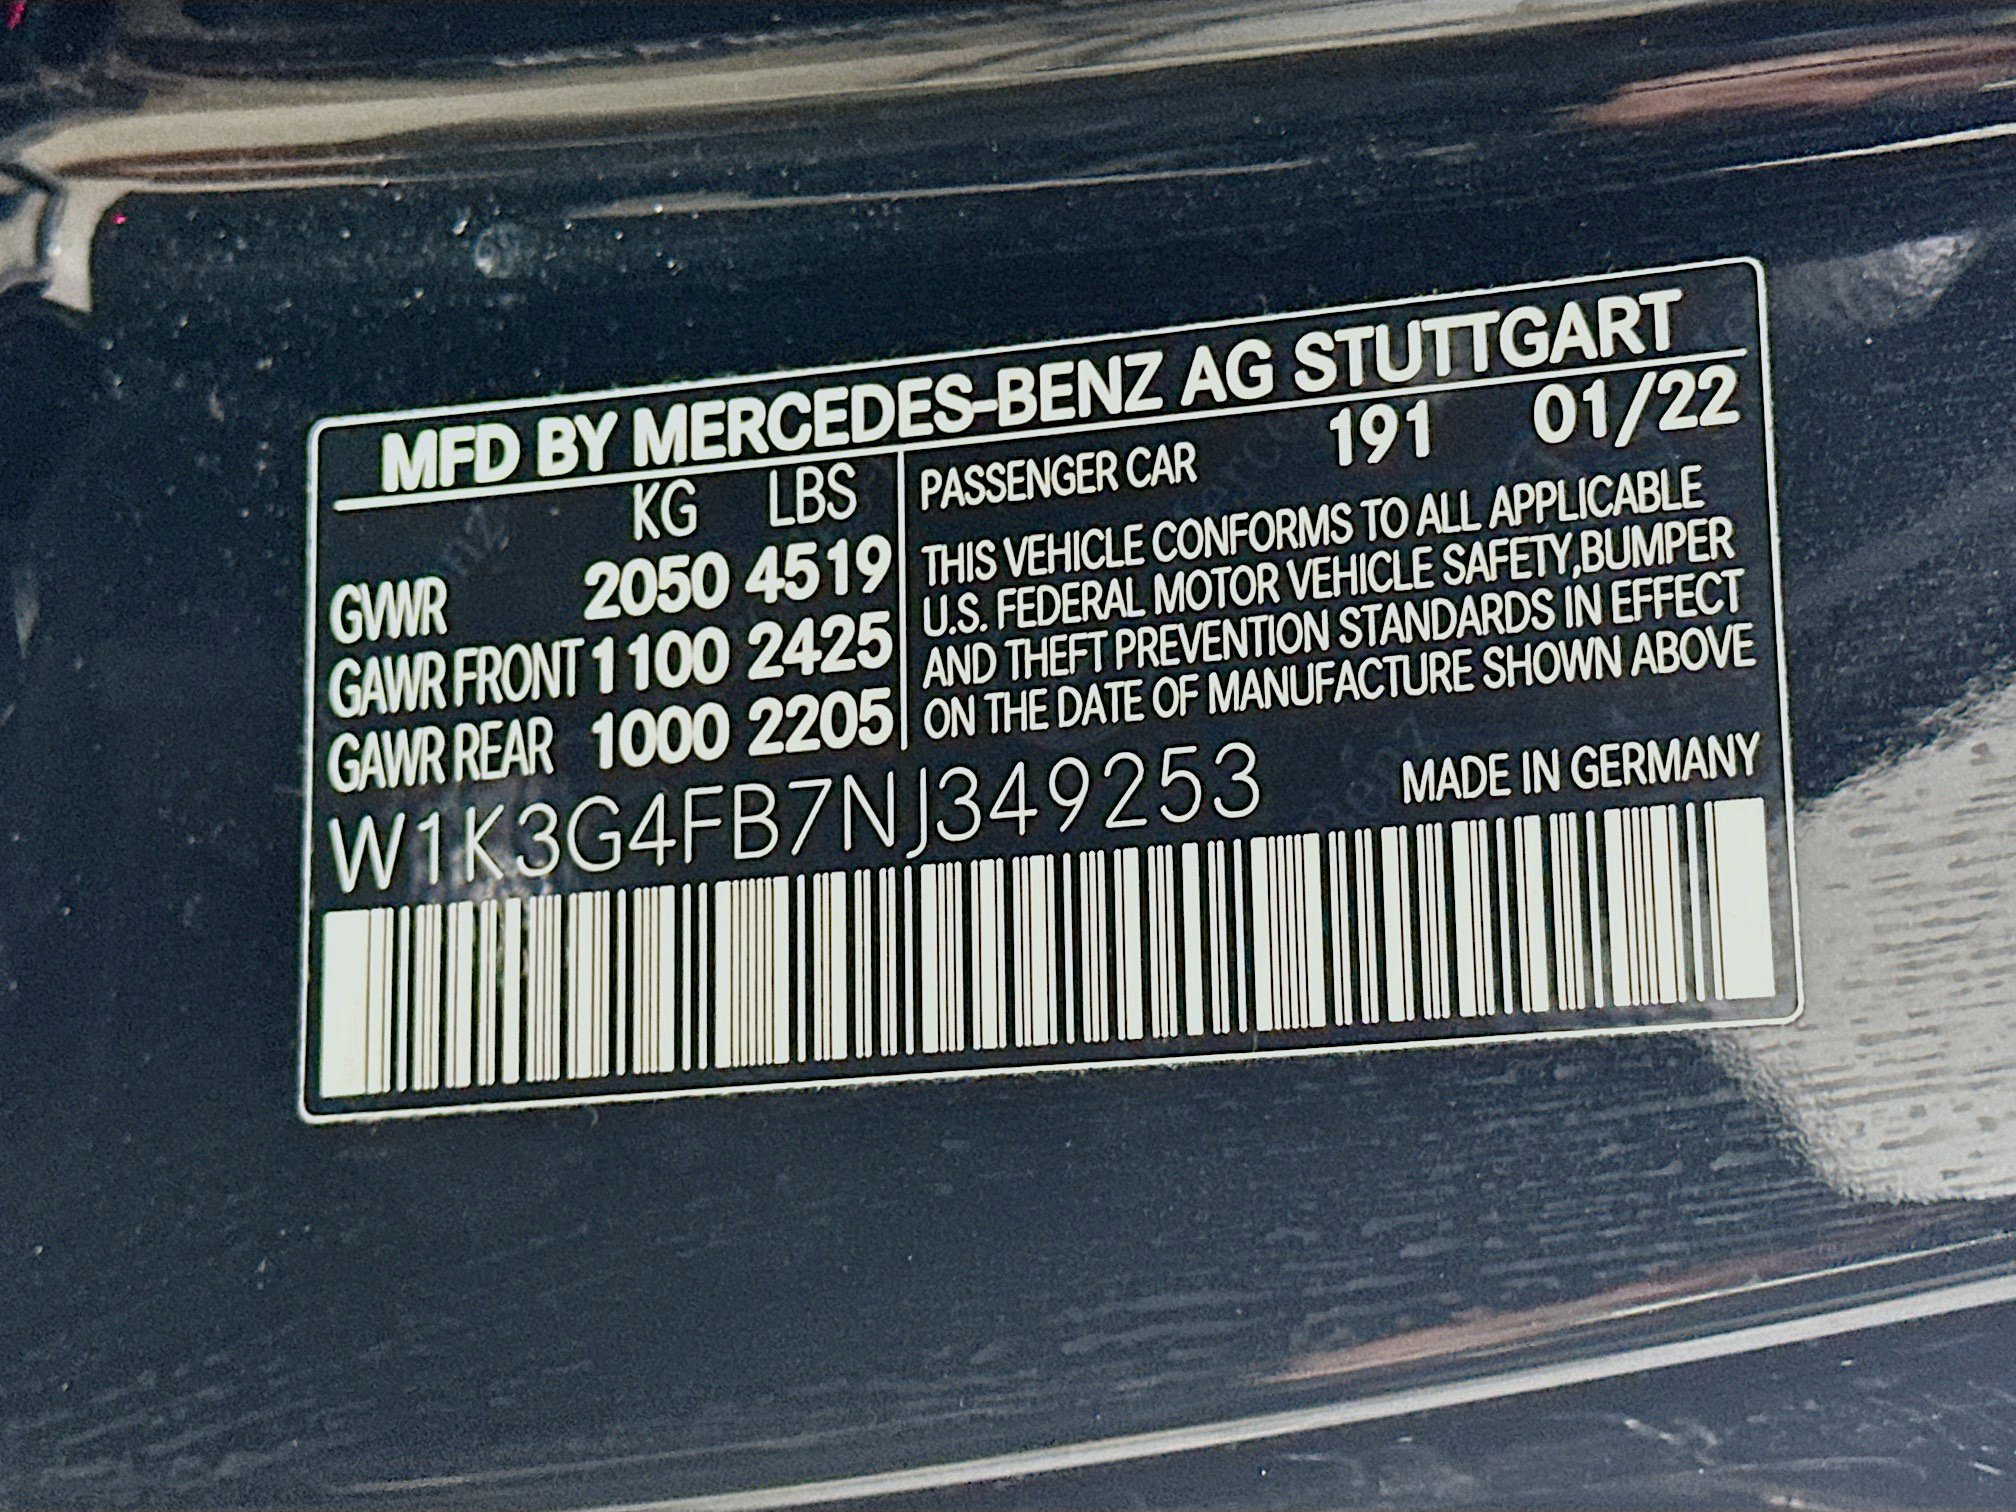 MFD BY MERCEDES-BENZ AG STUTTGART
KG LBS
GVWR 2050 4519
GAWR FRONT 1100 2425
GAWR REAR 1000 2205
PASSENGER CAR 191 01/22
THIS VEHICLE CONFORMS TO ALL APPLICABLE
U.S. FEDERAL MOTOR VEHICLE SAFETY,BUMPER
AND THEFT PREVENTION STANDARDS IN EFFECT
ON THE DATE OF MANUFACTURE SHOWN ABOVE
W1K3G4FB7NJ349253 MADE IN GERMANY